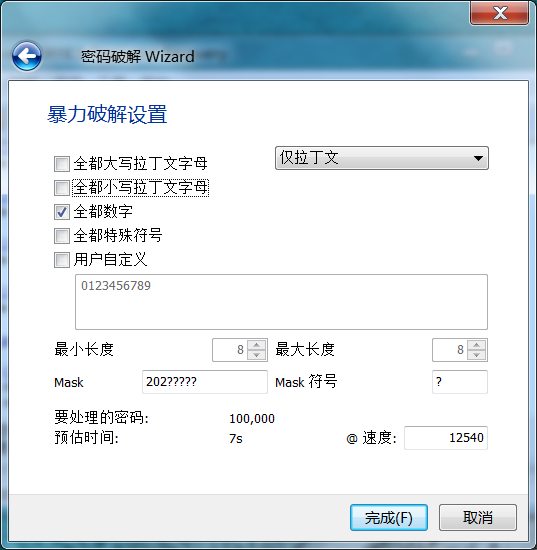 密码破解 Wizard
暴力破解设置
全都大写拉丁文字母
仅拉丁文
全都小写拉丁文字母
全都数字
全都特殊符号
用户自定义
0123456789
最小长度 8 最大长度 8
Mask 202????? Mask 符号 ?
要处理的密码: 100,000
预估时间: 7s @ 速度: 12540
完成(F) 取消